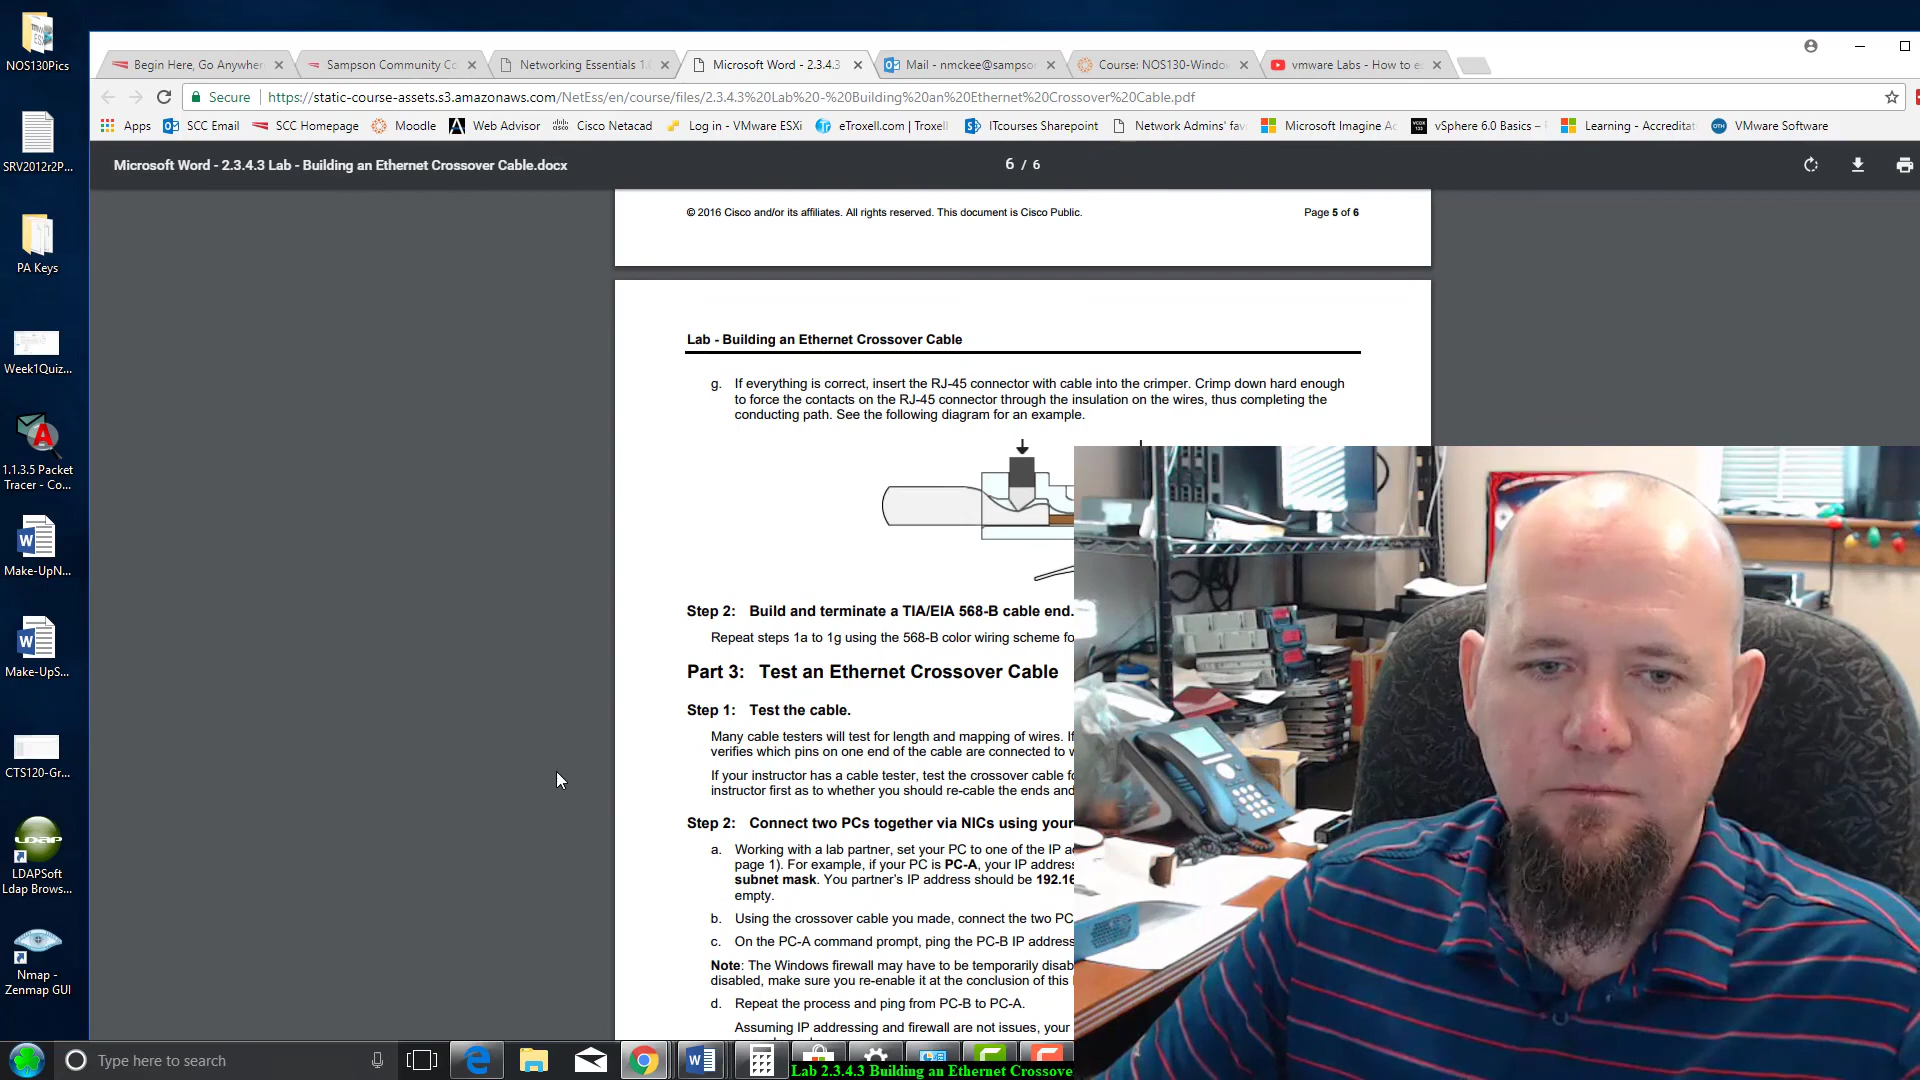 NOS130Pics
SRV2012r2P...
PA Keys
Week1Quiz...
1.1.3.5 Packet
Tracer - Co...
Make-UpN...
Make-UpS...
CTS120-Gr...
LDAPSoft
Ldap Brows...
Nmap -
Zenmap GUI
Begin Here, Go Anywher
Sampson Community Co
Networking Essentials 1.0
Microsoft Word - 2.3.4.3
Mail - nmckee@sampso
Course: NOS130-Windo
vmware Labs - How to e
Secure https://static-course-assets.s3.amazonaws.com/NetEss/en/course/files/2.3.4.3%20Lab%20-%20Building%20an%20Ethernet%20Crossover%20Cable.pdf
Apps SCC Email SCC Homepage Moodle Web Advisor Cisco Netacad Log in - VMware ESXi eTroxell.com | Troxell ITcourses Sharepoint Network Admins' fav Microsoft Imagine Ac vSphere 6.0 Basics – Learning - Accreditat VMware Software
Microsoft Word - 2.3.4.3 Lab - Building an Ethernet Crossover Cable.docx
6 / 6
© 2016 Cisco and/or its affiliates. All rights reserved. This document is Cisco Public.
Page 5 of 6
Lab - Building an Ethernet Crossover Cable
g. If everything is correct, insert the RJ-45 connector with cable into the crimper. Crimp down hard enough
to force the contacts on the RJ-45 connector through the insulation on the wires, thus completing the
conducting path. See the following diagram for an example.
Step 2: Build and terminate a TIA/EIA 568-B cable end.
Repeat steps 1a to 1g using the 568-B color wiring scheme fo
Part 3: Test an Ethernet Crossover Cable
Step 1: Test the cable.
Many cable testers will test for length and mapping of wires. If
verifies which pins on one end of the cable are connected to w
If your instructor has a cable tester, test the crossover cable fo
instructor first as to whether you should re-cable the ends and
Step 2: Connect two PCs together via NICs using your
a. Working with a lab partner, set your PC to one of the IP a
page 1). For example, if your PC is PC-A, your IP address
subnet mask. You partner's IP address should be 192.16
empty.
b. Using the crossover cable you made, connect the two PC
c. On the PC-A command prompt, ping the PC-B IP address
Note: The Windows firewall may have to be temporarily disab
disabled, make sure you re-enable it at the conclusion of this l
d. Repeat the process and ping from PC-B to PC-A.
Assuming IP addressing and firewall are not issues, your
Type here to search
Lab 2.3.4.3 Building an Ethernet Crossove